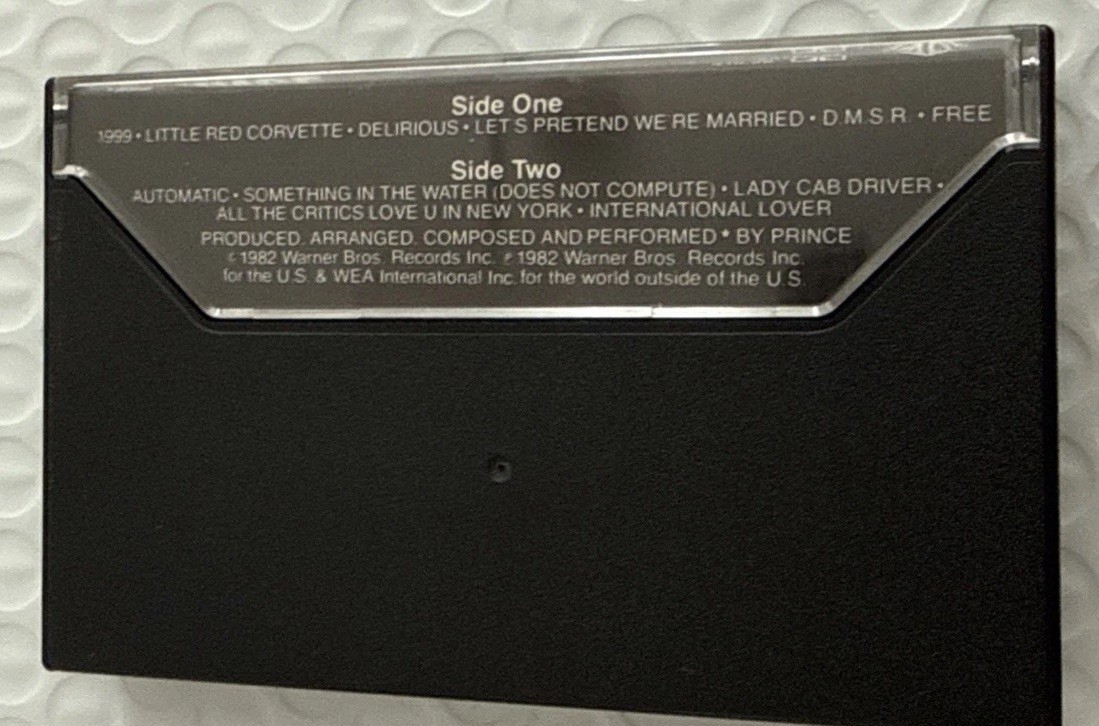 Side One
1999 • LITTLE RED CORVETTE • DELIRIOUS • LET'S PRETEND WE'RE MARRIED • D.M.S.R. • FREE
Side Two
AUTOMATIC • SOMETHING IN THE WATER (DOES NOT COMPUTE) • LADY CAB DRIVER •
ALL THE CRITICS LOVE U IN NEW YORK • INTERNATIONAL LOVER
PRODUCED, ARRANGED, COMPOSED AND PERFORMED * BY PRINCE
© 1982 Warner Bros. Records Inc. ℗ 1982 Warner Bros. Records Inc.
for the U.S. & WEA International Inc. for the world outside of the U.S.